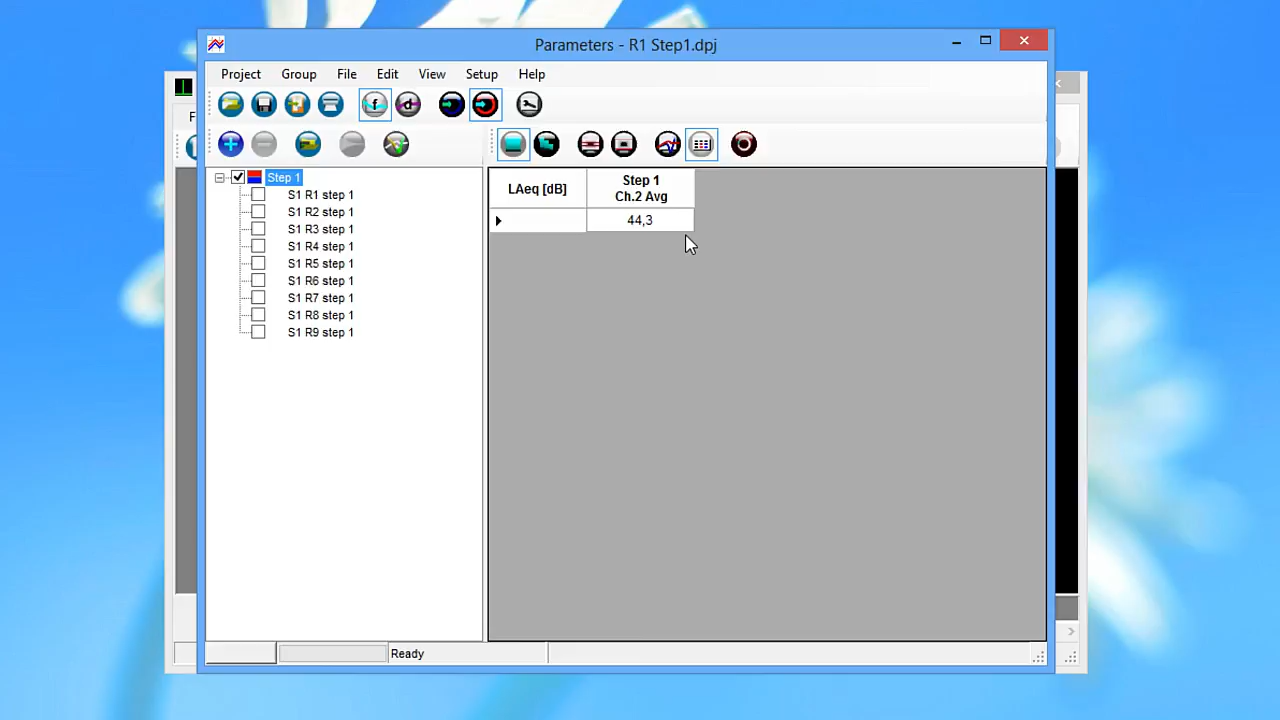 Parameters - R1 Step1.dpj
Project Group File Edit View Setup Help
Step 1
S1 R1 step 1
S1 R2 step 1
S1 R3 step 1
S1 R4 step 1
S1 R5 step 1
S1 R6 step 1
S1 R7 step 1
S1 R8 step 1
S1 R9 step 1
LAeq [dB]
Step 1
Ch.2 Avg
44,3
Ready